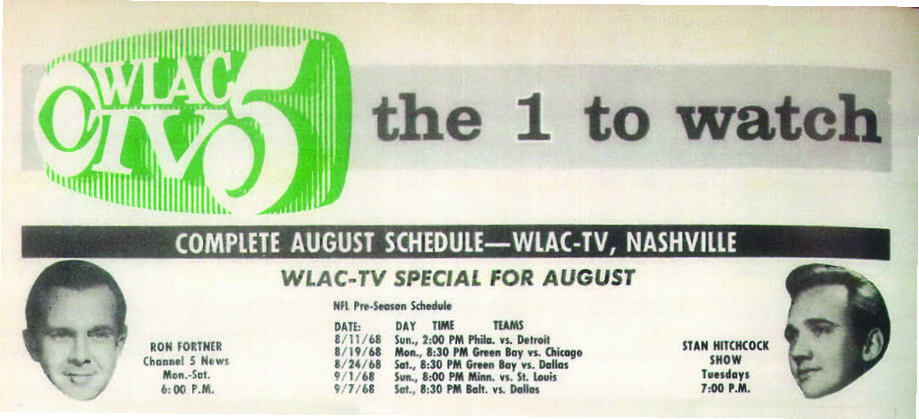 WLAC
TV 5
the 1 to watch
COMPLETE AUGUST SCHEDULE—WLAC-TV, NASHVILLE
WLAC-TV SPECIAL FOR AUGUST
NFL Pre-Season Schedule
DATE: DAY TIME TEAMS
8/11/68 Sun., 2:00 PM Phila. vs. Detroit
8/19/68 Mon., 8:30 PM Green Bay vs. Chicago
8/24/68 Sat., 8:30 PM Green Bay vs. Dallas
9/1/68 Sun., 8:00 PM Minn. vs. St. Louis
9/7/68 Sat., 8:30 PM Balt. vs. Dallas
RON FORTNER
Channel 5 News
Mon.-Sat.
6:00 P.M.
STAN HITCHCOCK
SHOW
Tuesdays
7:00 P.M.